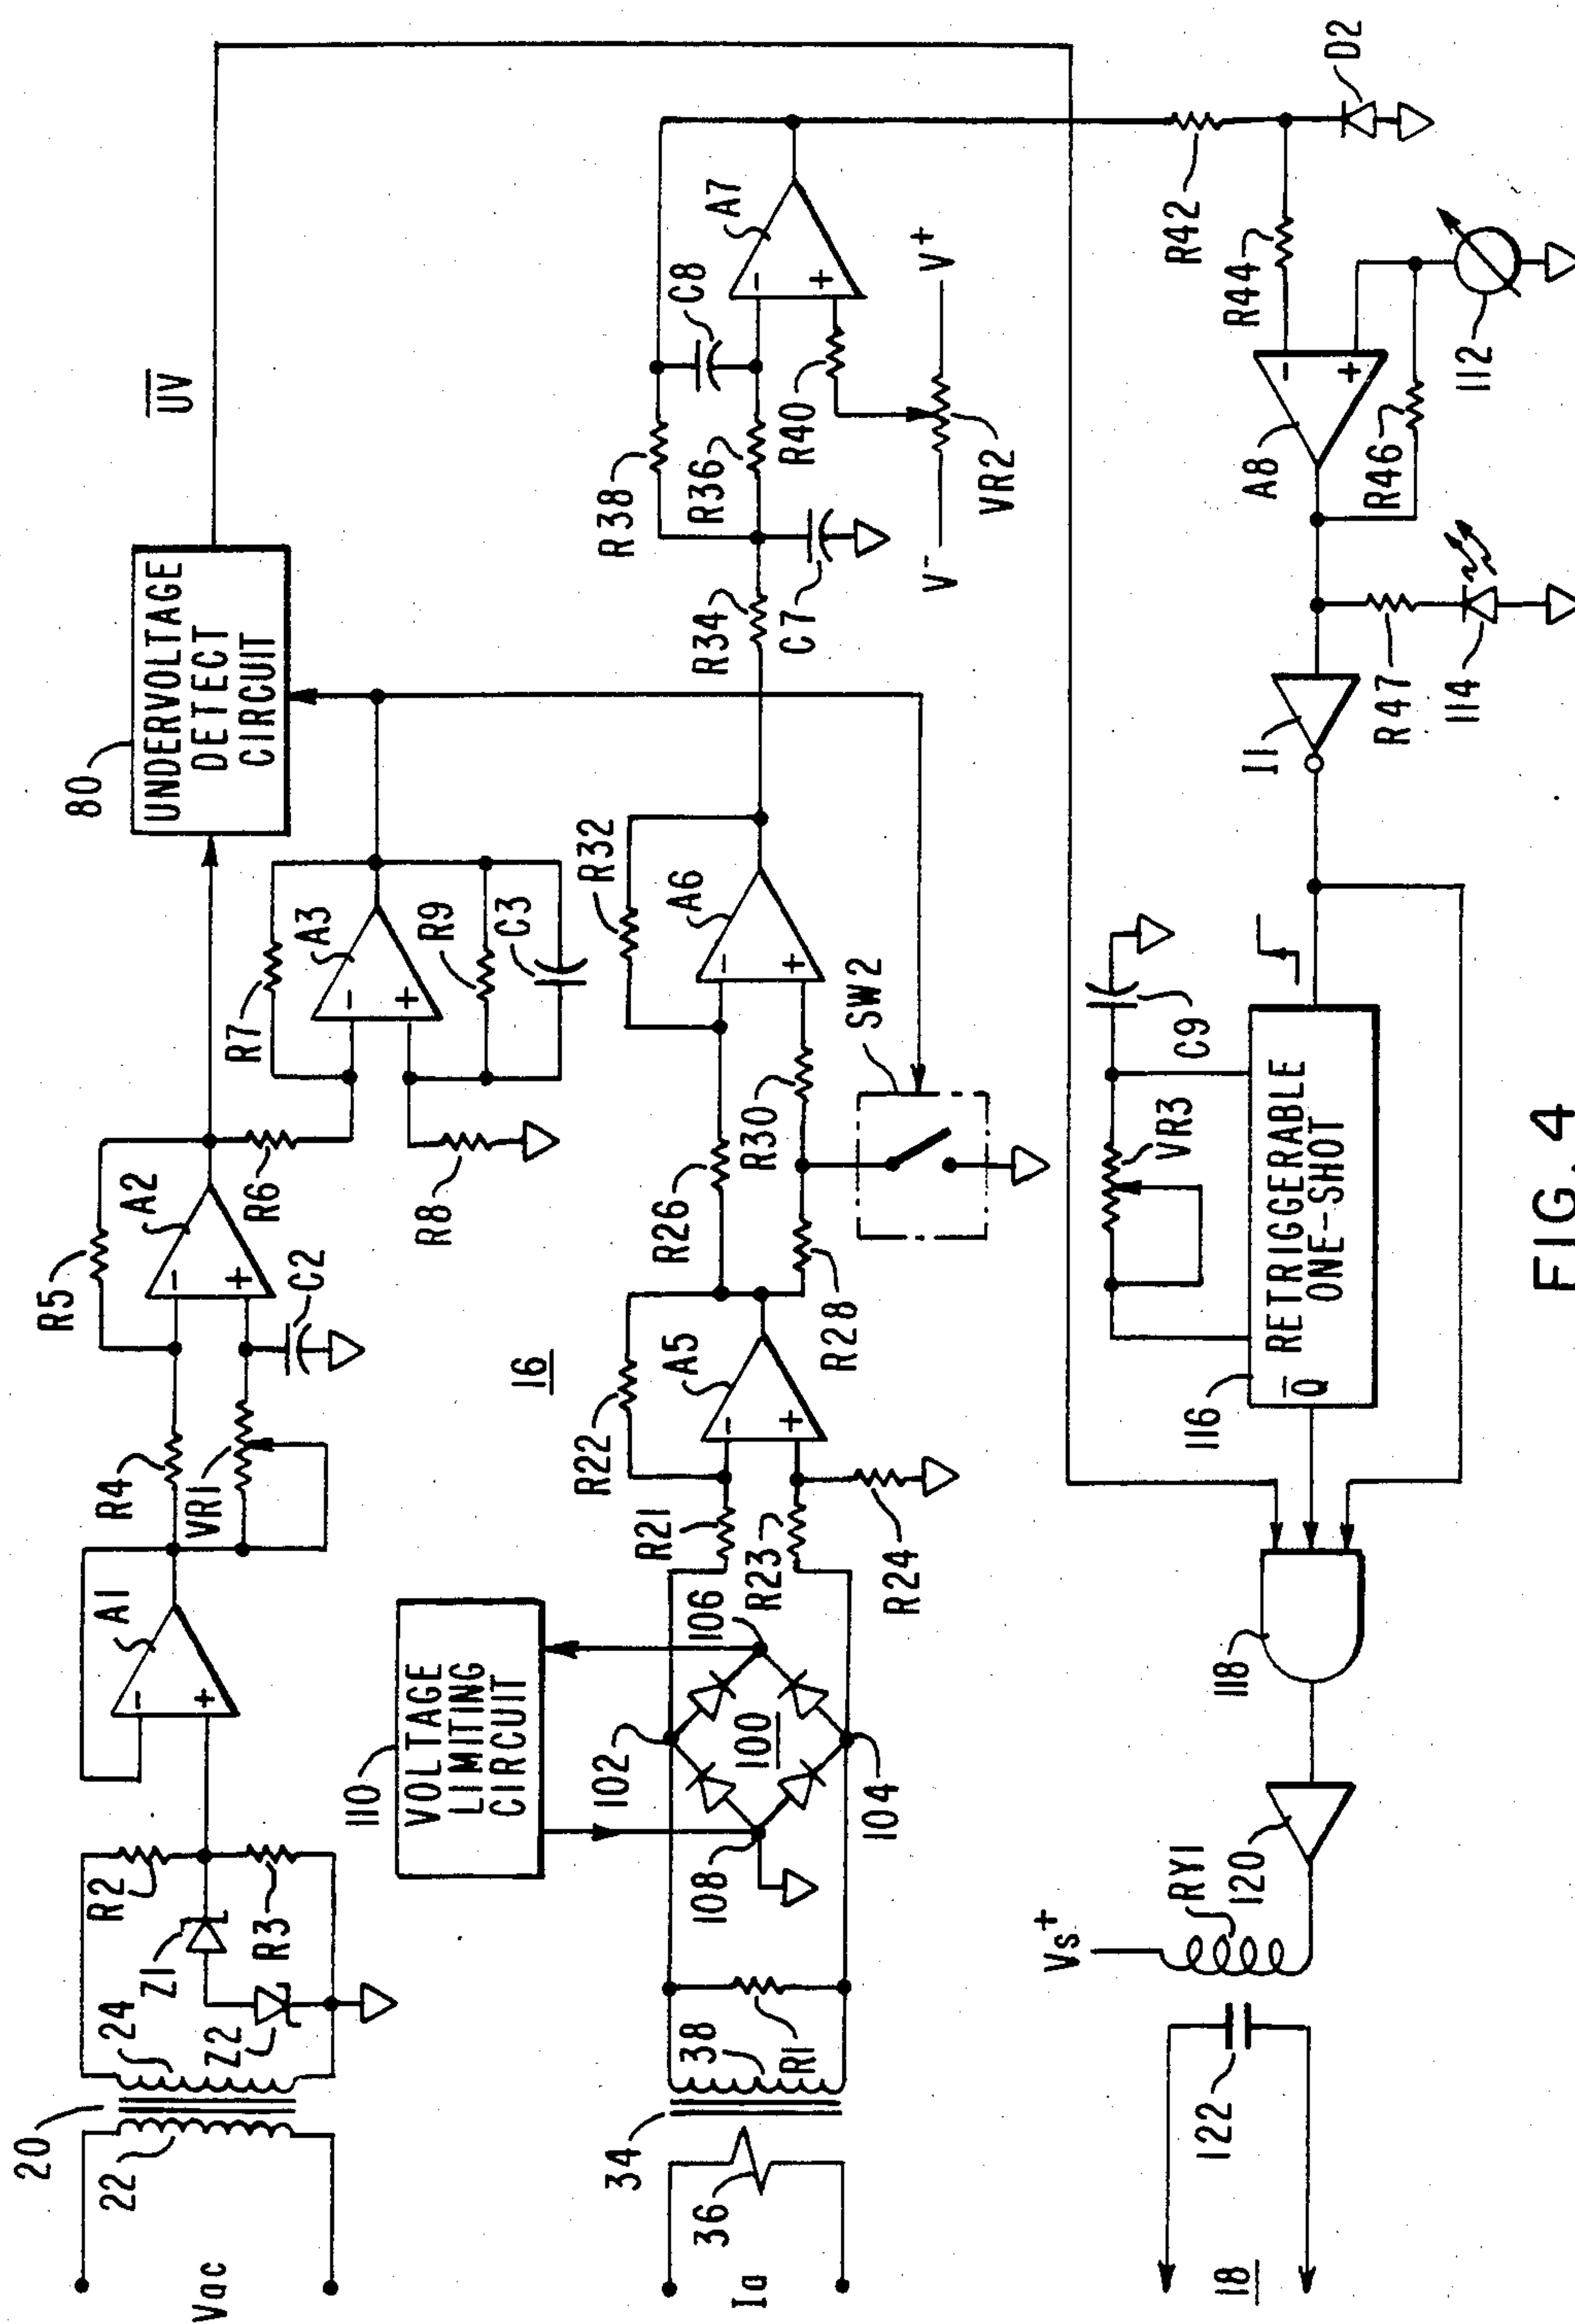 Vac
20
22
24
Z1
Z2
R2
R3
A1
-
+
R4
VR1
R5
A2
-
+
C2
R6
R7
R8
A3
-
+
R9
C3
80
UNDERVOLTAGE
DETECT
CIRCUIT
UV
16
Ia
34
36
38
R1
110
VOLTAGE
LIMITING
CIRCUIT
102
100
104
106
108
R21
R22
R23
R24
A5
-
+
R26
R28
R30
R32
A6
-
+
SW2
R34
C7
R36
R38
C8
A7
-
+
R40
V-
V+
VR2
18
122
Vs+
RY1
120
118
116
Q
RETRIGGERABLE
ONE-SHOT
VR3
C9
I1
R47
114
A8
-
+
R46
R44
112
R42
D2
FIG. 4